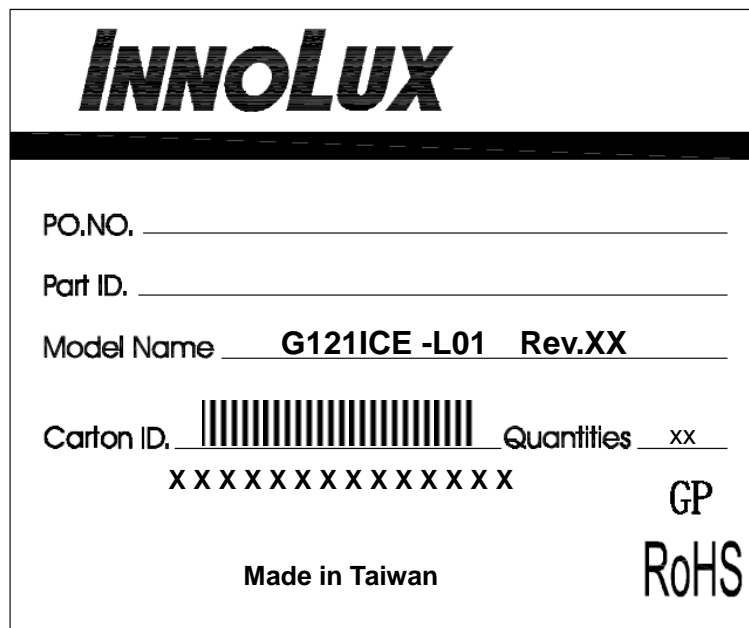 INNOLUX
PO.NO.
Part ID.
Model Name G121ICE -L01 Rev.XX
Carton ID. Quantities xx
X X X X X X X X X X X X X X
GP
RoHS
Made in Taiwan